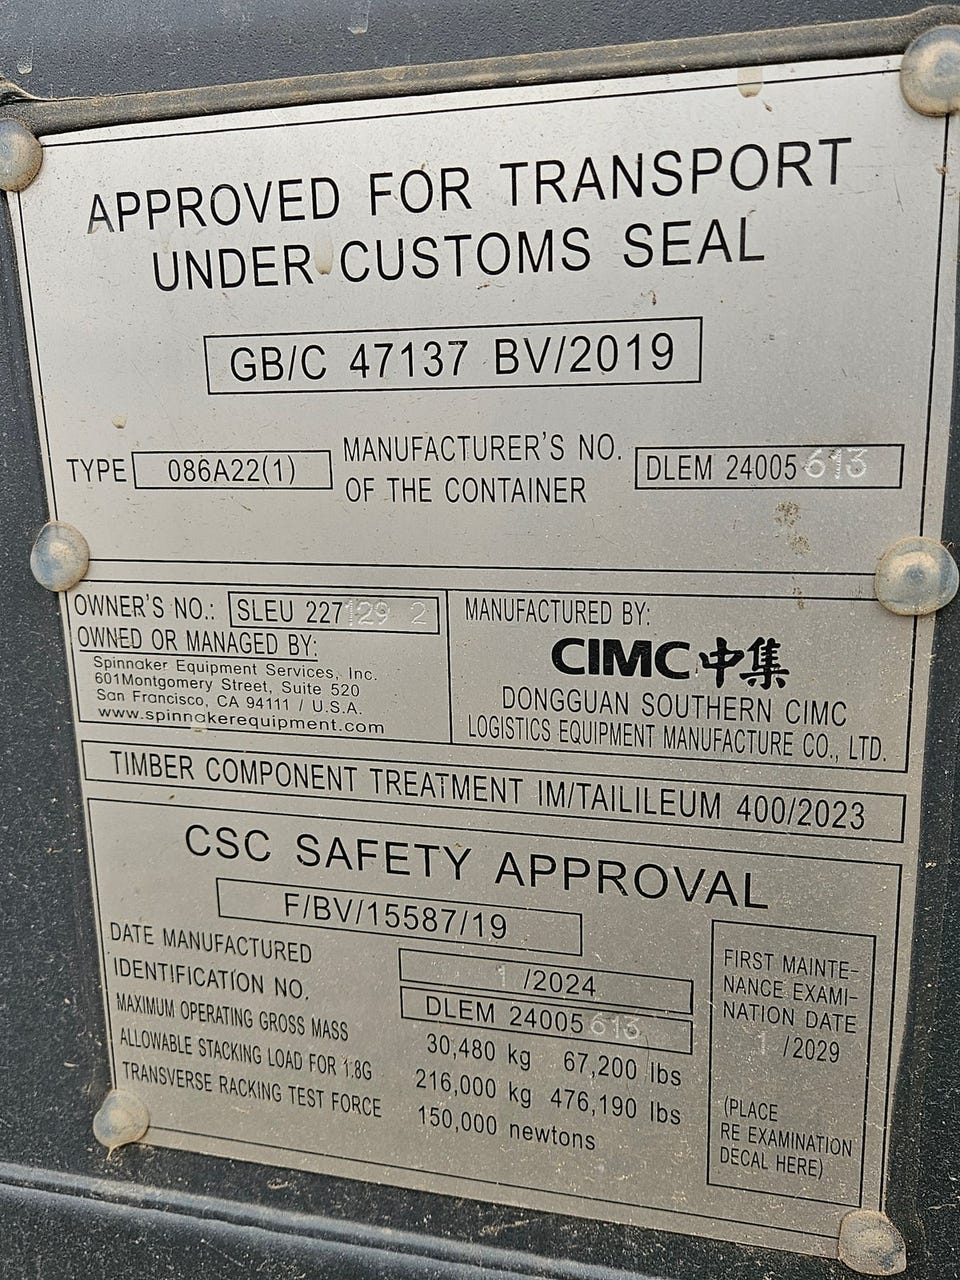 APPROVED FOR TRANSPORT
UNDER CUSTOMS SEAL
GB/C 47137 BV/2019
TYPE 086A22(1)
MANUFACTURER'S NO.
OF THE CONTAINER
DLEM 24005613
OWNER'S NO.: SLEU 227129 2
OWNED OR MANAGED BY:
Spinnaker Equipment Services, Inc.
601Montgomery Street, Suite 520
San Francisco, CA 94111 / U.S.A.
www.spinnakerequipment.com
MANUFACTURED BY:
CIMC中集
DONGGUAN SOUTHERN CIMC
LOGISTICS EQUIPMENT MANUFACTURE CO., LTD.
TIMBER COMPONENT TREATMENT IM/TAILILEUM 400/2023
CSC SAFETY APPROVAL
F/BV/15587/19
DATE MANUFACTURED 1 /2024
IDENTIFICATION NO. DLEM 24005613
MAXIMUM OPERATING GROSS MASS 30,480 kg 67,200 lbs
ALLOWABLE STACKING LOAD FOR 1.8G 216,000 kg 476,190 lbs
TRANSVERSE RACKING TEST FORCE 150,000 newtons
FIRST MAINTE-
NANCE EXAMI-
NATION DATE
1 /2029
(PLACE
RE EXAMINATION
DECAL HERE)